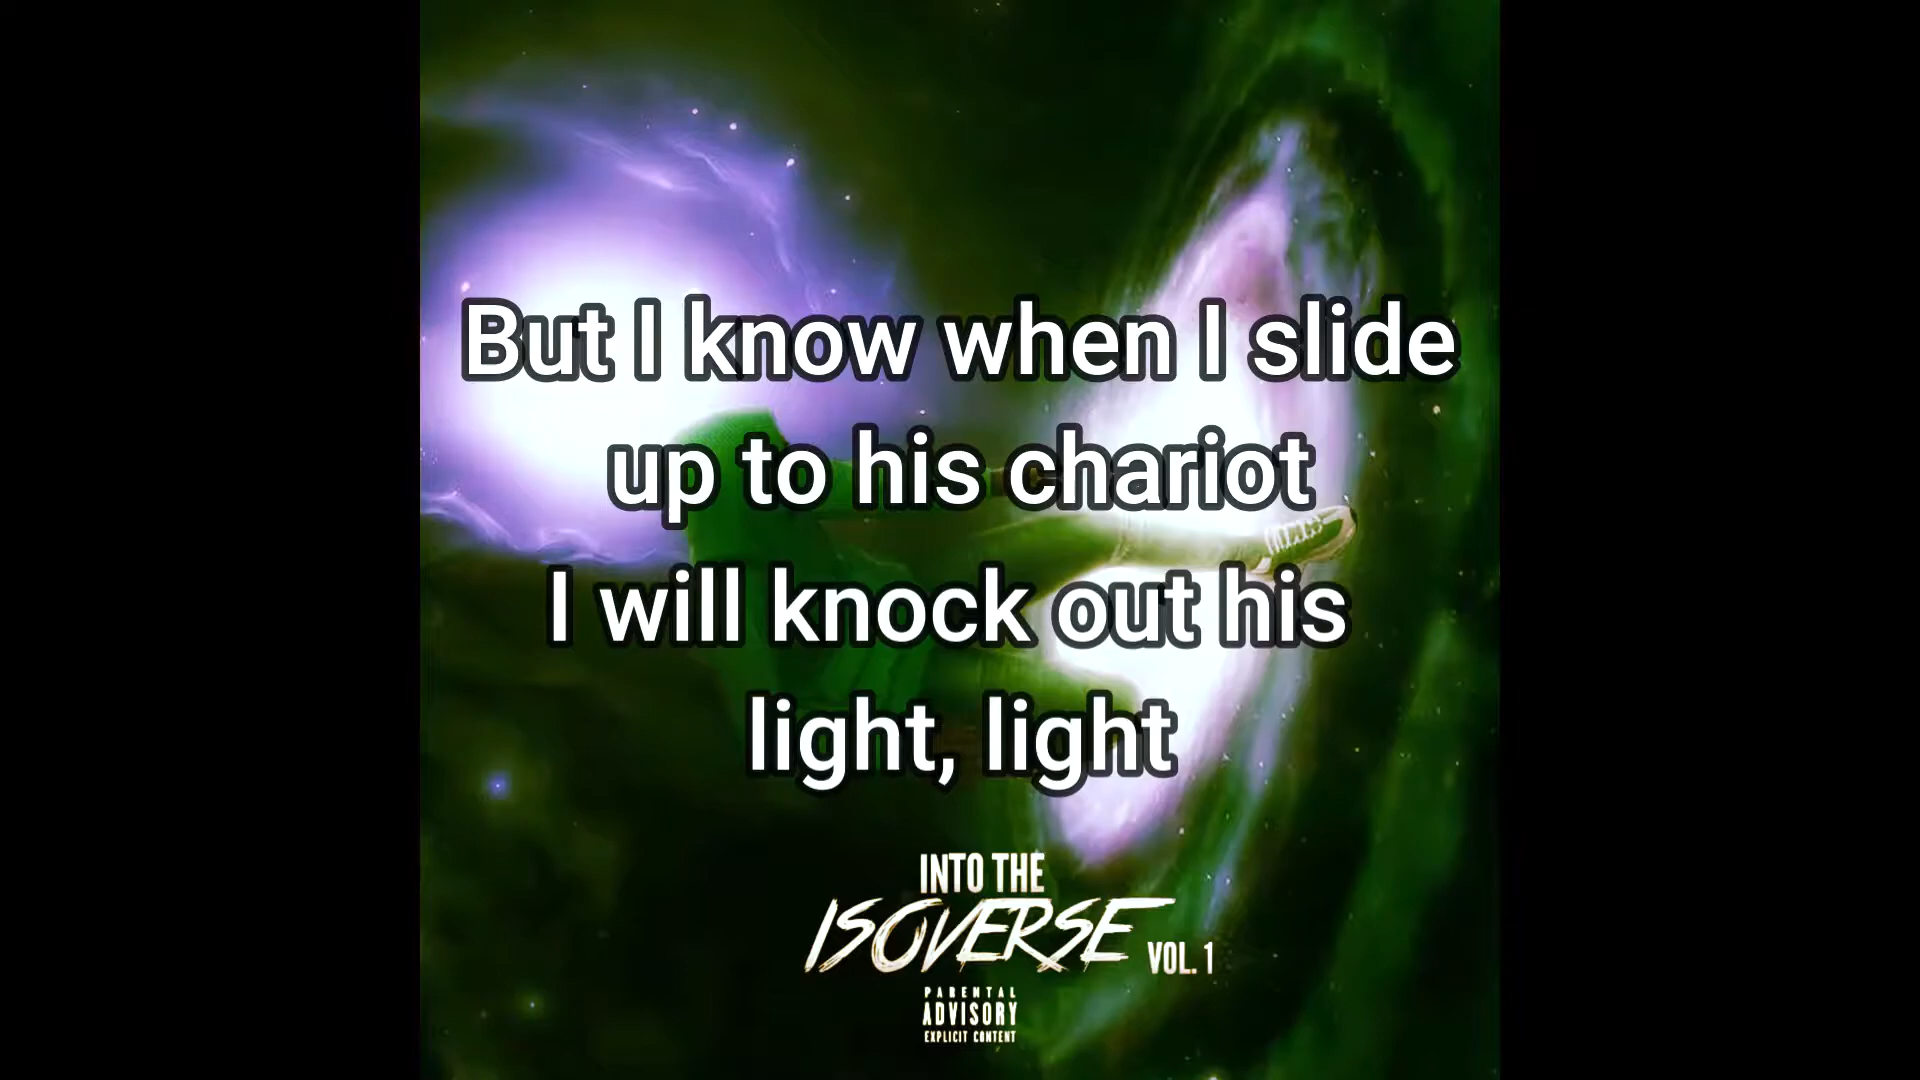 But I know when I slide
up to his chariot
I will knock out his
light, light
INTO THE
ISOVERSE VOL. 1
PARENTAL
ADVISORY
EXPLICIT CONTENT